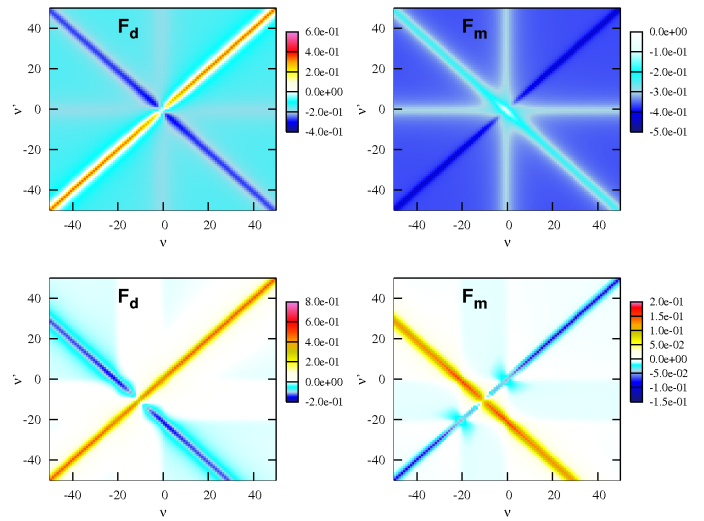 F_d
F_m
40
20
0
-20
-40
ν'
-40
-20
0
20
40
ν
6.0e-01
4.0e-01
2.0e-01
0.0e+00
-2.0e-01
-4.0e-01
40
20
0
-20
-40
ν'
-40
-20
0
20
40
ν
0.0e+00
-1.0e-01
-2.0e-01
-3.0e-01
-4.0e-01
-5.0e-01
F_d
F_m
40
20
0
-20
-40
ν'
-40
-20
0
20
40
ν
8.0e-01
6.0e-01
4.0e-01
2.0e-01
0.0e+00
-2.0e-01
40
20
0
-20
-40
ν'
-40
-20
0
20
40
ν
2.0e-01
1.5e-01
1.0e-01
5.0e-02
0.0e+00
-5.0e-02
-1.0e-01
-1.5e-01